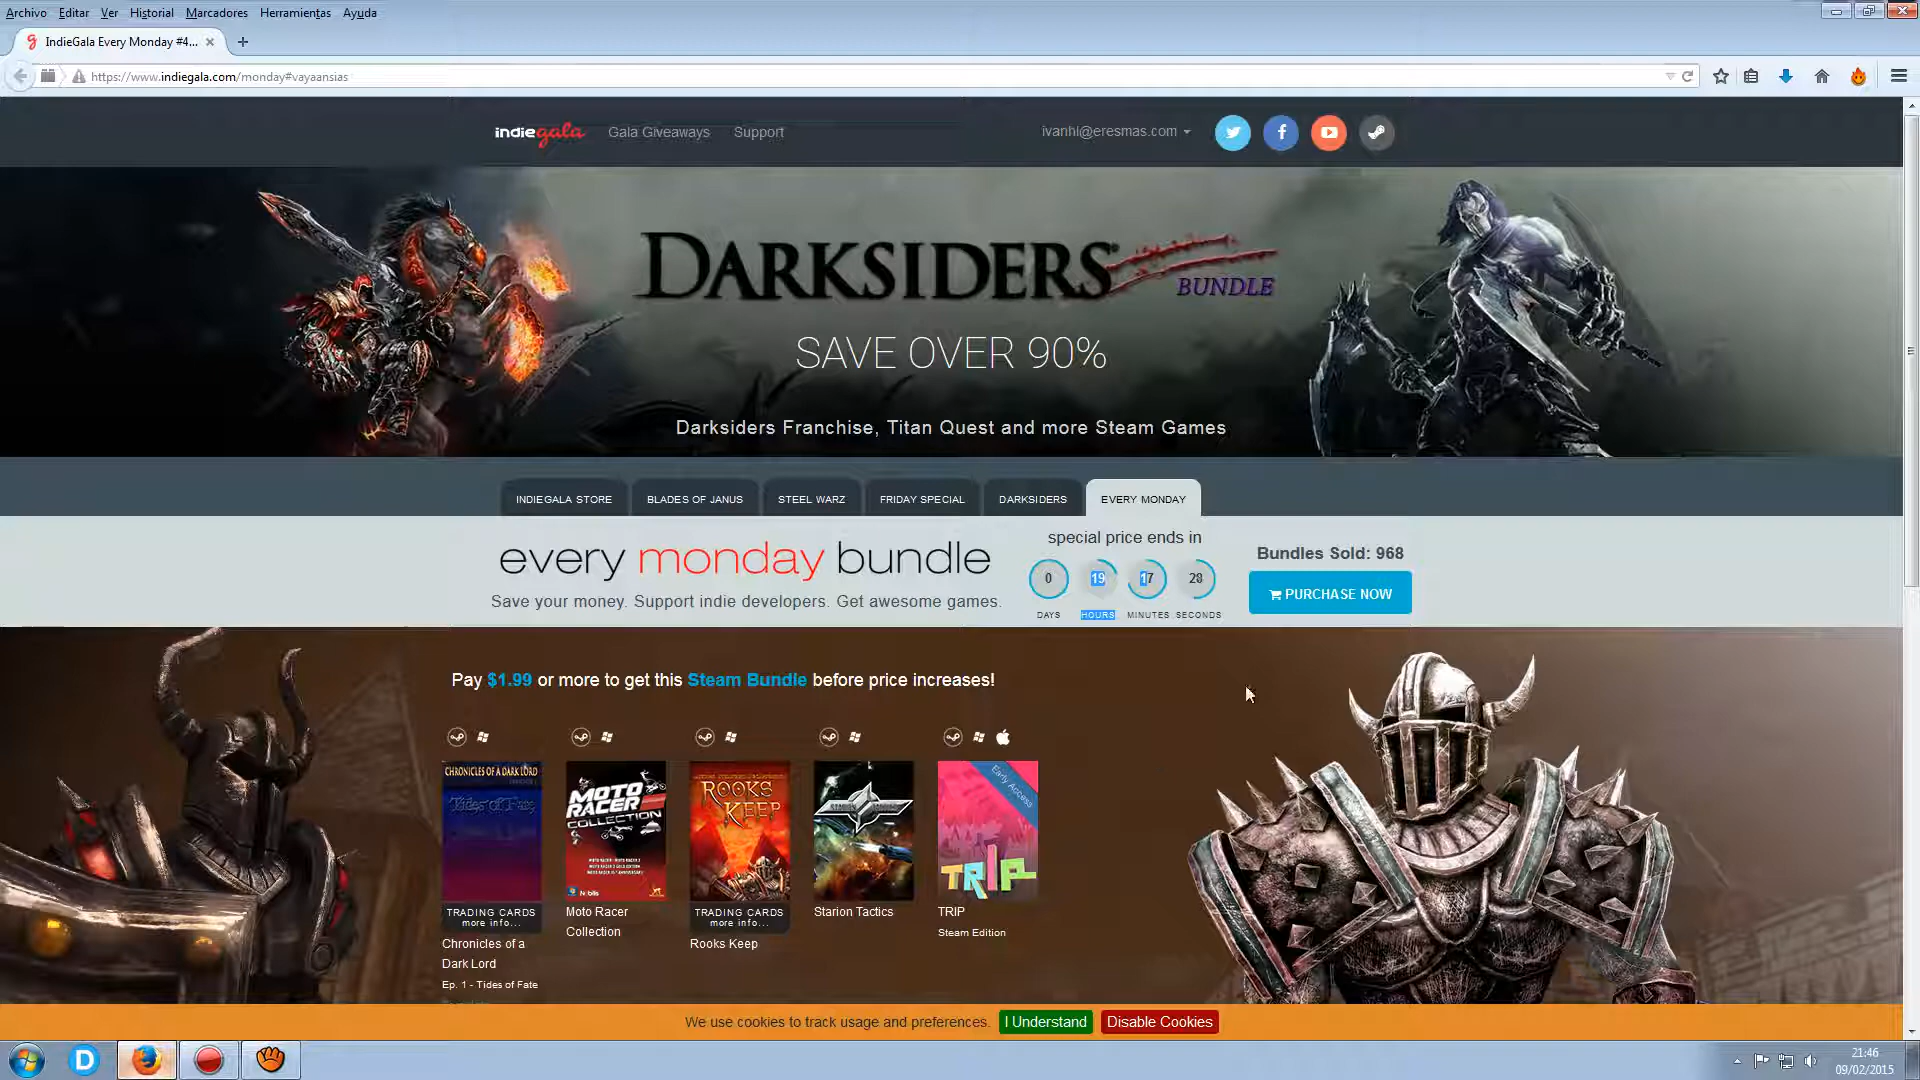 Archivo Editar Ver Historial Marcadores Herramientas Ayuda
IndieGala Every Monday #4...
https://www.indiegala.com/monday#vayaansias
indiegala Gala Giveaways Support ivanhl@eresmas.com
DARKSIDERS
BUNDLE
SAVE OVER 90%
Darksiders Franchise, Titan Quest and more Steam Games
INDIEGALA STORE BLADES OF JANUS STEEL WARZ FRIDAY SPECIAL DARKSIDERS EVERY MONDAY
every monday bundle
Save your money. Support indie developers. Get awesome games.
special price ends in
0 19 17 28
DAYS HOURS MINUTES SECONDS
Bundles Sold: 968
PURCHASE NOW
Pay $1.99 or more to get this Steam Bundle before price increases!
CHRONICLES OF A DARK LORD
Tides of Fate
TRADING CARDS
more info...
Chronicles of a
Dark Lord
Ep. 1 - Tides of Fate
MOTO
RACER
COLLECTION
Nobilis
Moto Racer
Collection
ROOKS
KEEP
TRADING CARDS
more info...
Rooks Keep
Starion Tactics
Early Access
TRIP
TRIP
Steam Edition
We use cookies to track usage and preferences. I Understand Disable Cookies
21:46
09/02/2015